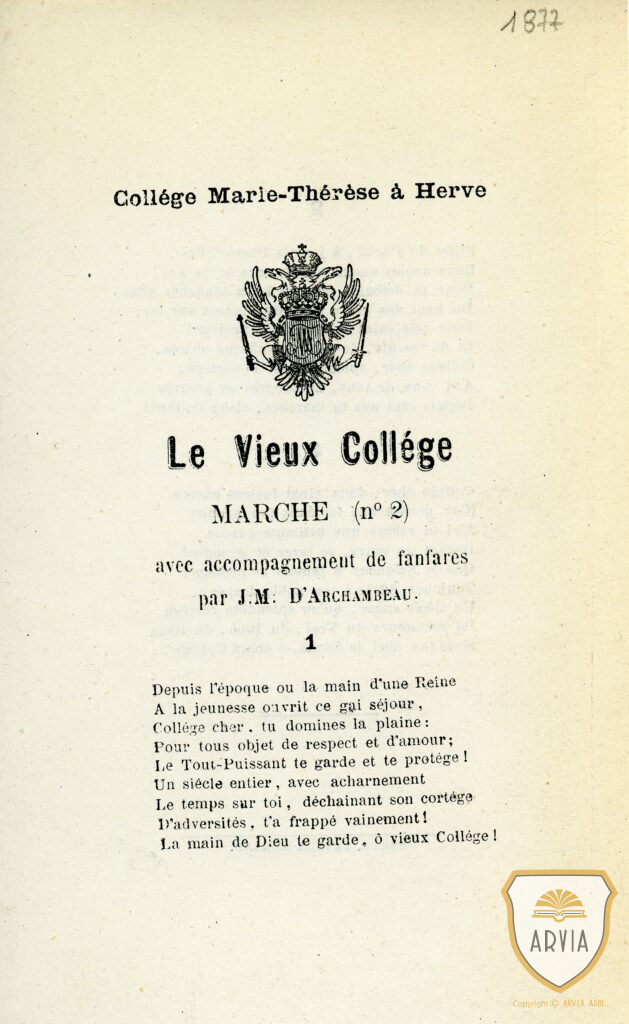 1877
Collége Marie-Thérèse à Herve
Le Vieux Collége
MARCHE (nº 2)
avec accompagnement de fanfares
par J.M. D'ARCHAMBEAU.
1
Depuis l'époque ou la main d'une Reine
A la jeunesse ouvrit ce gai séjour,
Collége cher, tu domines la plaine:
Pour tous objet de respect et d'amour;
Le Tout-Puissant te garde et te protége!
Un siécle entier, avec acharnement
Le temps sur toi, déchainant son cortége
D'adversités, t'a frappé vainement!
La main de Dieu te garde, ô vieux Collége!
ARVIA
Copyright © ARVIA ASBL